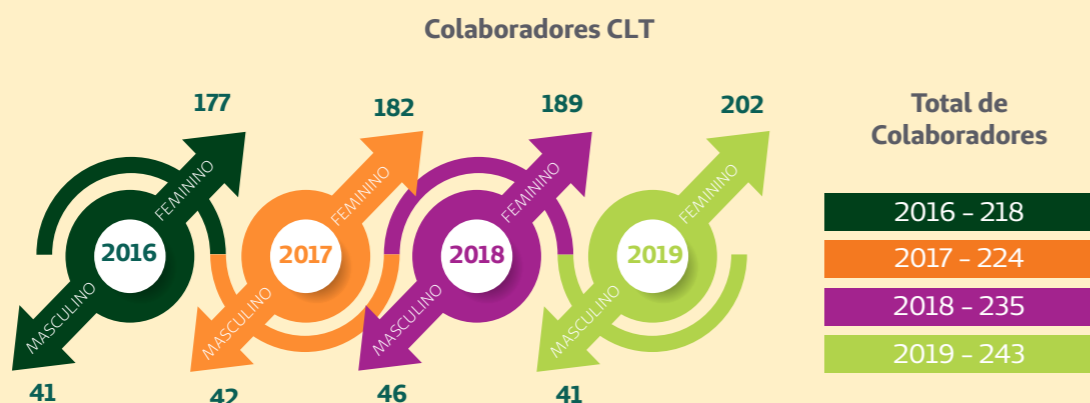 Colaboradores CLT
177
182
189
202
FEMININO
FEMININO
FEMININO
FEMININO
2016
2017
2018
2019
MASCULINO
MASCULINO
MASCULINO
MASCULINO
41
42
46
41
Total de
Colaboradores
2016 - 218
2017 - 224
2018 - 235
2019 - 243